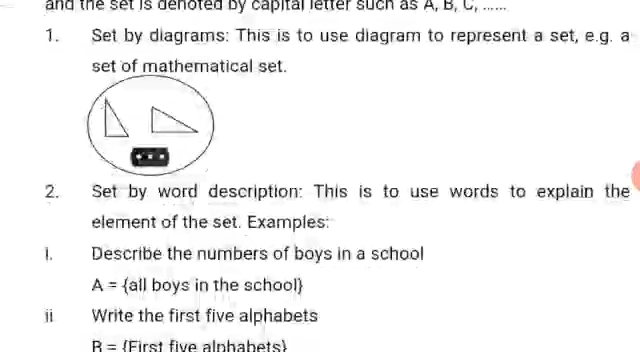 and the set is denoted by capital letter such as A, B, C, ......
1. Set by diagrams: This is to use diagram to represent a set, e.g. a
set of mathematical set.
2. Set by word description: This is to use words to explain the
element of the set. Examples:
i. Describe the numbers of boys in a school
A = {all boys in the school}
ii Write the first five alphabets
B = {First five alphabets}